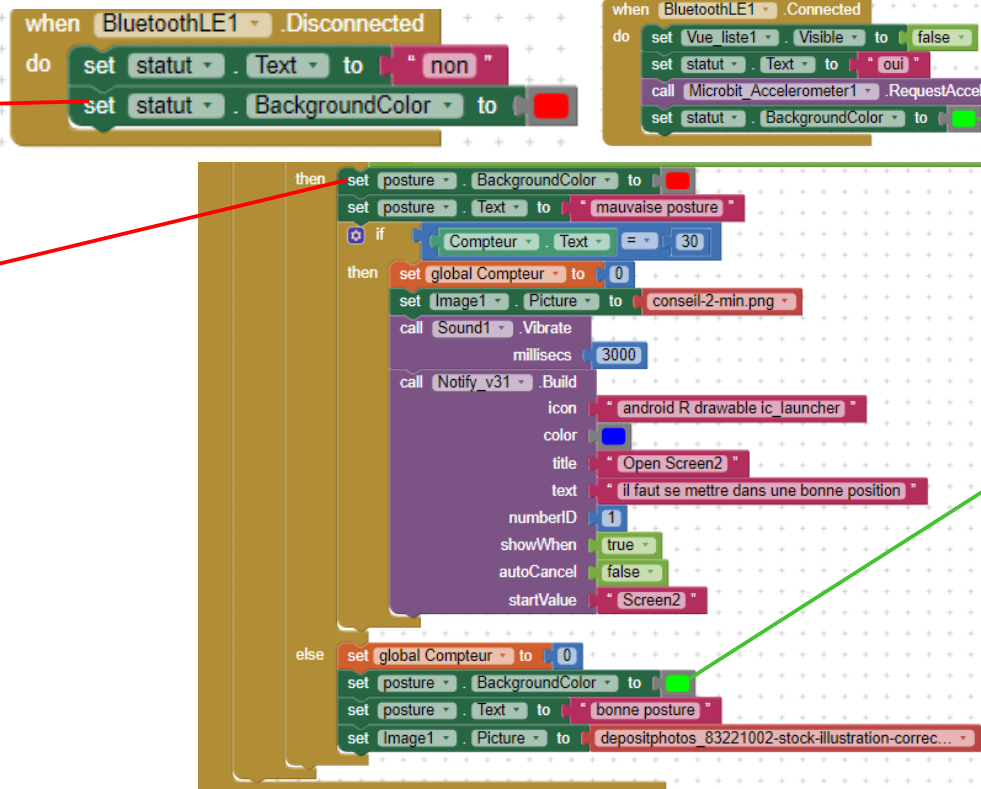 when BluetoothLE1 .Disconnected
do set statut . Text to " non "
set statut . BackgroundColor to
when BluetoothLE1 .Connected
do set Vue_liste1 . Visible to false
set statut . Text to " oui "
call Microbit_Accelerometer1 .RequestAccel
set statut . BackgroundColor to
then set posture . BackgroundColor to
set posture . Text to " mauvaise posture "
if Compteur . Text = 30
then set global Compteur to 0
set Image1 . Picture to conseil-2-min.png
call Sound1 .Vibrate
millisecs 3000
call Notify_v31 .Build
icon " android R drawable ic_launcher "
color
title " Open Screen2 "
text " il faut se mettre dans une bonne position "
numberID 1
showWhen true
autoCancel false
startValue " Screen2 "
else set global Compteur to 0
set posture . BackgroundColor to
set posture . Text to " bonne posture "
set Image1 . Picture to depositphotos_83221002-stock-illustration-correc...